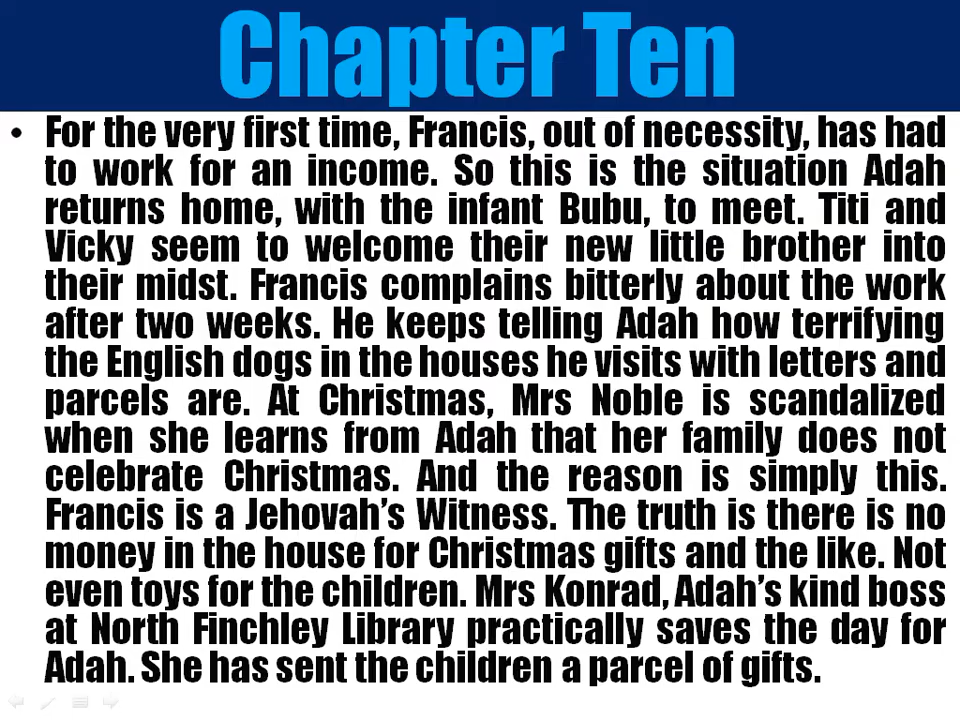 Chapter Ten
• For the very first time, Francis, out of necessity, has had
to work for an income. So this is the situation Adah
returns home, with the infant Bubu, to meet. Titi and
Vicky seem to welcome their new little brother into
their midst. Francis complains bitterly about the work
after two weeks. He keeps telling Adah how terrifying
the English dogs in the houses he visits with letters and
parcels are. At Christmas, Mrs Noble is scandalized
when she learns from Adah that her family does not
celebrate Christmas. And the reason is simply this.
Francis is a Jehovah’s Witness. The truth is there is no
money in the house for Christmas gifts and the like. Not
even toys for the children. Mrs Konrad, Adah’s kind boss
at North Finchley Library practically saves the day for
Adah. She has sent the children a parcel of gifts.